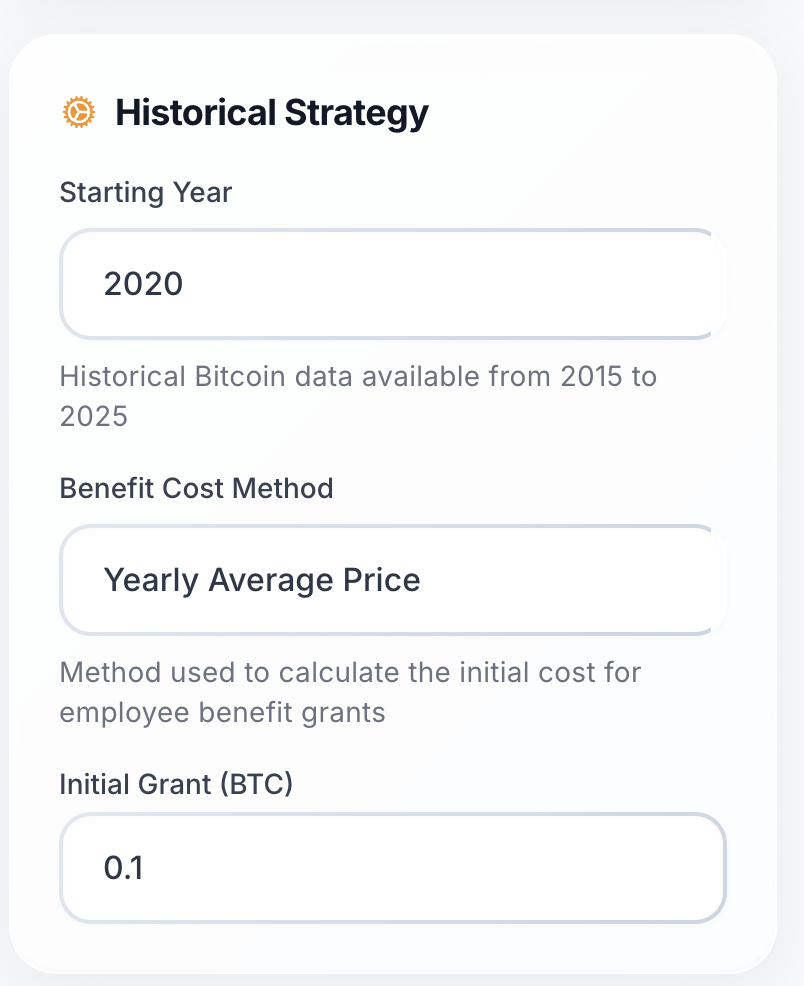 Historical Strategy
Starting Year
2020
Historical Bitcoin data available from 2015 to
2025
Benefit Cost Method
Yearly Average Price
Method used to calculate the initial cost for
employee benefit grants
Initial Grant (BTC)
0.1